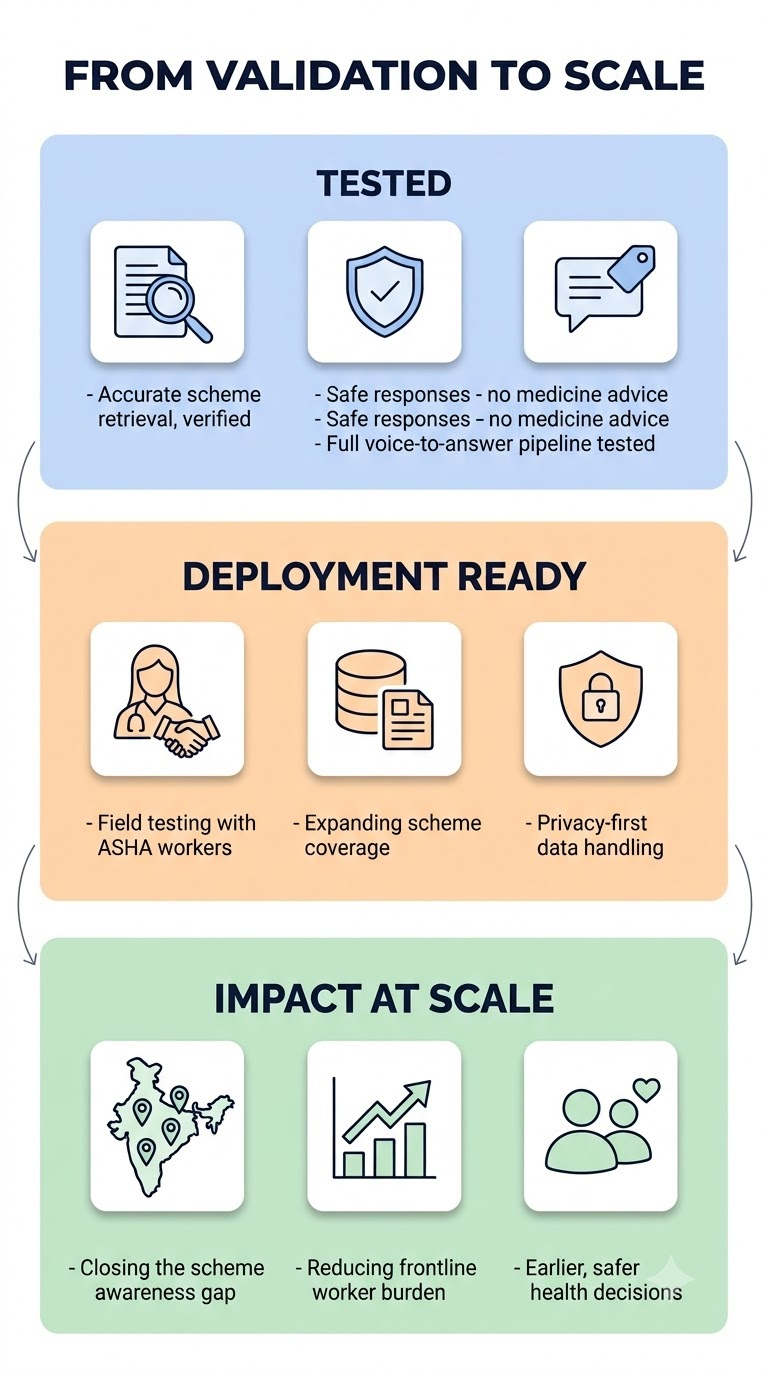 FROM VALIDATION TO SCALE
TESTED
- Accurate scheme
retrieval, verified
- Safe responses - no medicine advice
- Safe responses – no medicine advice
- Full voice-to-answer pipeline tested
DEPLOYMENT READY
- Field testing with
ASHA workers
- Expanding scheme
coverage
- Privacy-first
data handling
IMPACT AT SCALE
- Closing the scheme
awareness gap
- Reducing frontline
worker burden
- Earlier, safer
health decisions